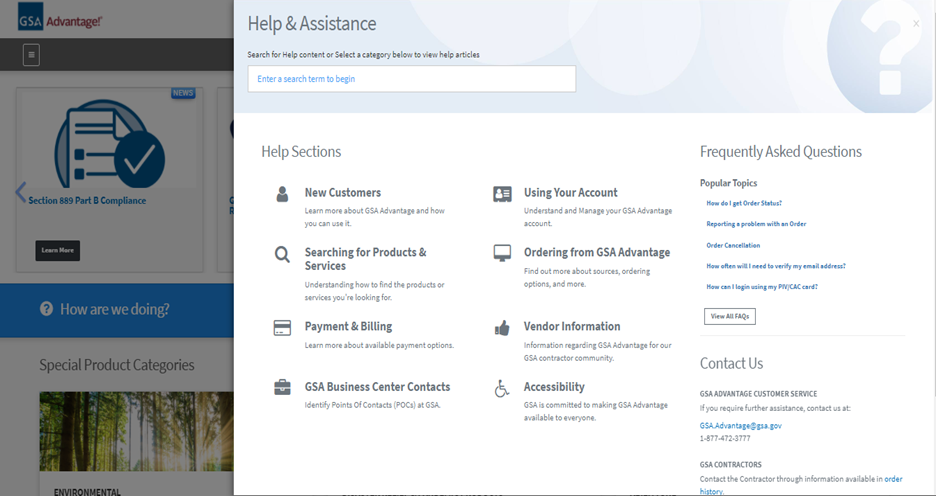 GSA Advantage!
NEWS
Section 889 Part B Compliance
Learn More
How are we doing?
Special Product Categories
ENVIRONMENTAL
Help & Assistance
x
Search for Help content or Select a category below to view help articles
Enter a search term to begin
Help Sections
New Customers
Learn more about GSA Advantage and how
you can use it.
Using Your Account
Understand and Manage your GSA Advantage
account.
Searching for Products &
Services
Understanding how to find the products or
services you're looking for.
Ordering from GSA Advantage
Find out more about sources, ordering
options, and more.
Payment & Billing
Learn more about available payment options.
Vendor Information
Information regarding GSA Advantage for our
GSA contractor community.
GSA Business Center Contacts
Identify Points Of Contacts (POCs) at GSA.
Accessibility
GSA is committed to making GSA Advantage
available to everyone.
Frequently Asked Questions
Popular Topics
How do I get Order Status?
Reporting a problem with an Order
Order Cancellation
How often will I need to verify my email address?
How can I login using my PIV/CAC card?
View All FAQs
Contact Us
GSA ADVANTAGE CUSTOMER SERVICE
If you require further assistance, contact us at:
GSA.Advantage@gsa.gov
1-877-472-3777
GSA CONTRACTORS
Contact the Contractor through information available in order
history.